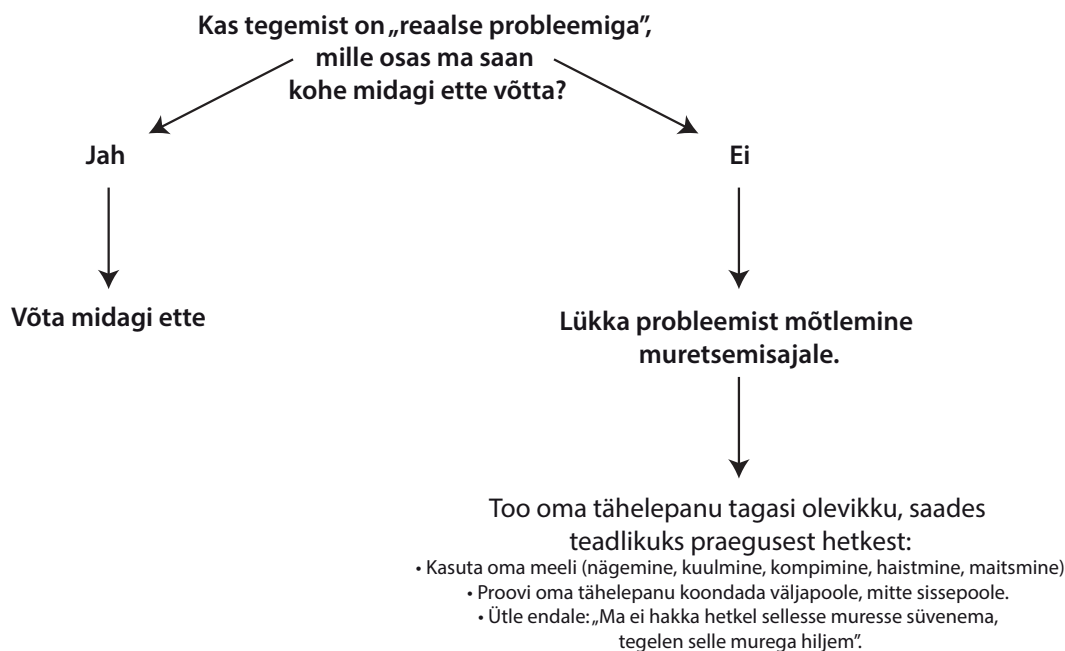 Kas tegemist on „reaalse probleemiga”,
mille osas ma saan
kohe midagi ette võtta?
Jah
Ei
Võta midagi ette
Lükka probleemist mõtlemine
muretsemisajale.
Too oma tähelepanu tagasi olevikku, saades
teadlikuks praegusest hetkest:
• Kasuta oma meeli (nägemine, kuulmine, kompimine, haistmine, maitsmine)
• Proovi oma tähelepanu koondada väljapoole, mitte sissepoole.
• Ütle endale: „Ma ei hakka hetkel sellesse muresse süvenema,
tegelen selle murega hiljem”.